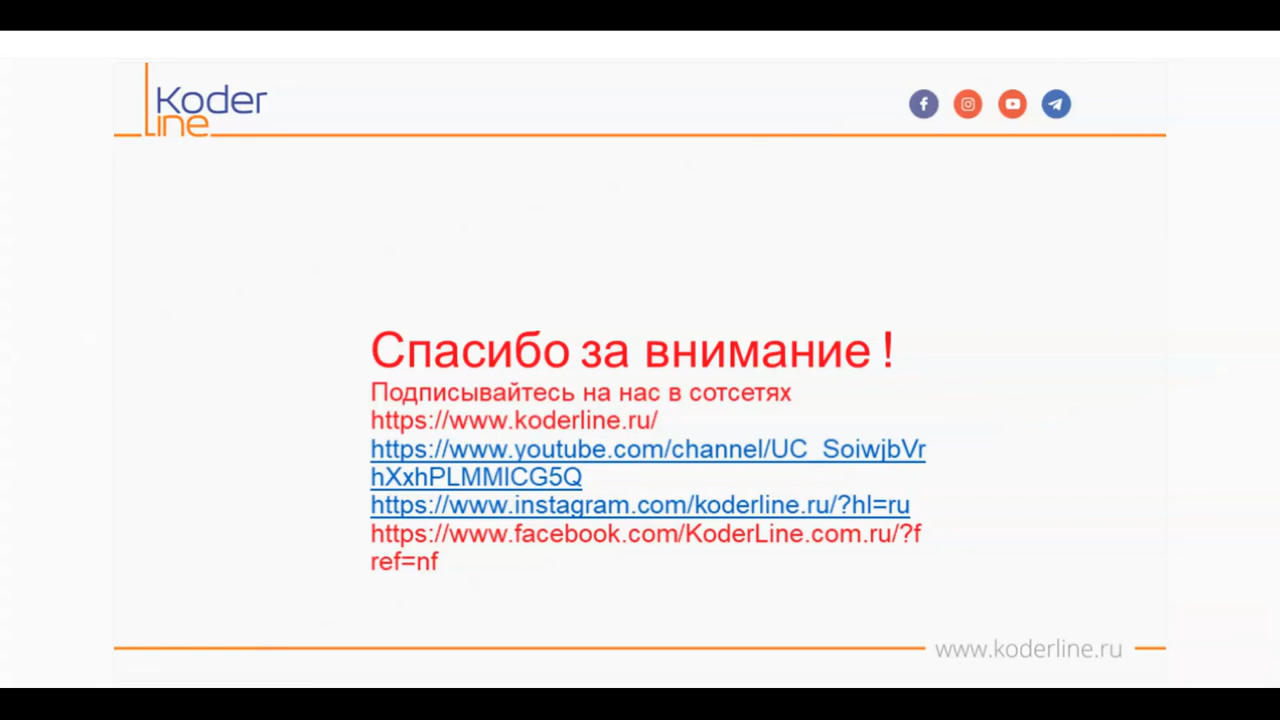 Koder
Line
Спасибо за внимание !
Подписывайтесь на нас в сотсетях
https://www.koderline.ru/
https://www.youtube.com/channel/UC_SoiwjbVr
hXxhPLMMlCG5Q
https://www.instagram.com/koderline.ru/?hl=ru
https://www.facebook.com/KoderLine.com.ru/?f
ref=nf
www.koderline.ru